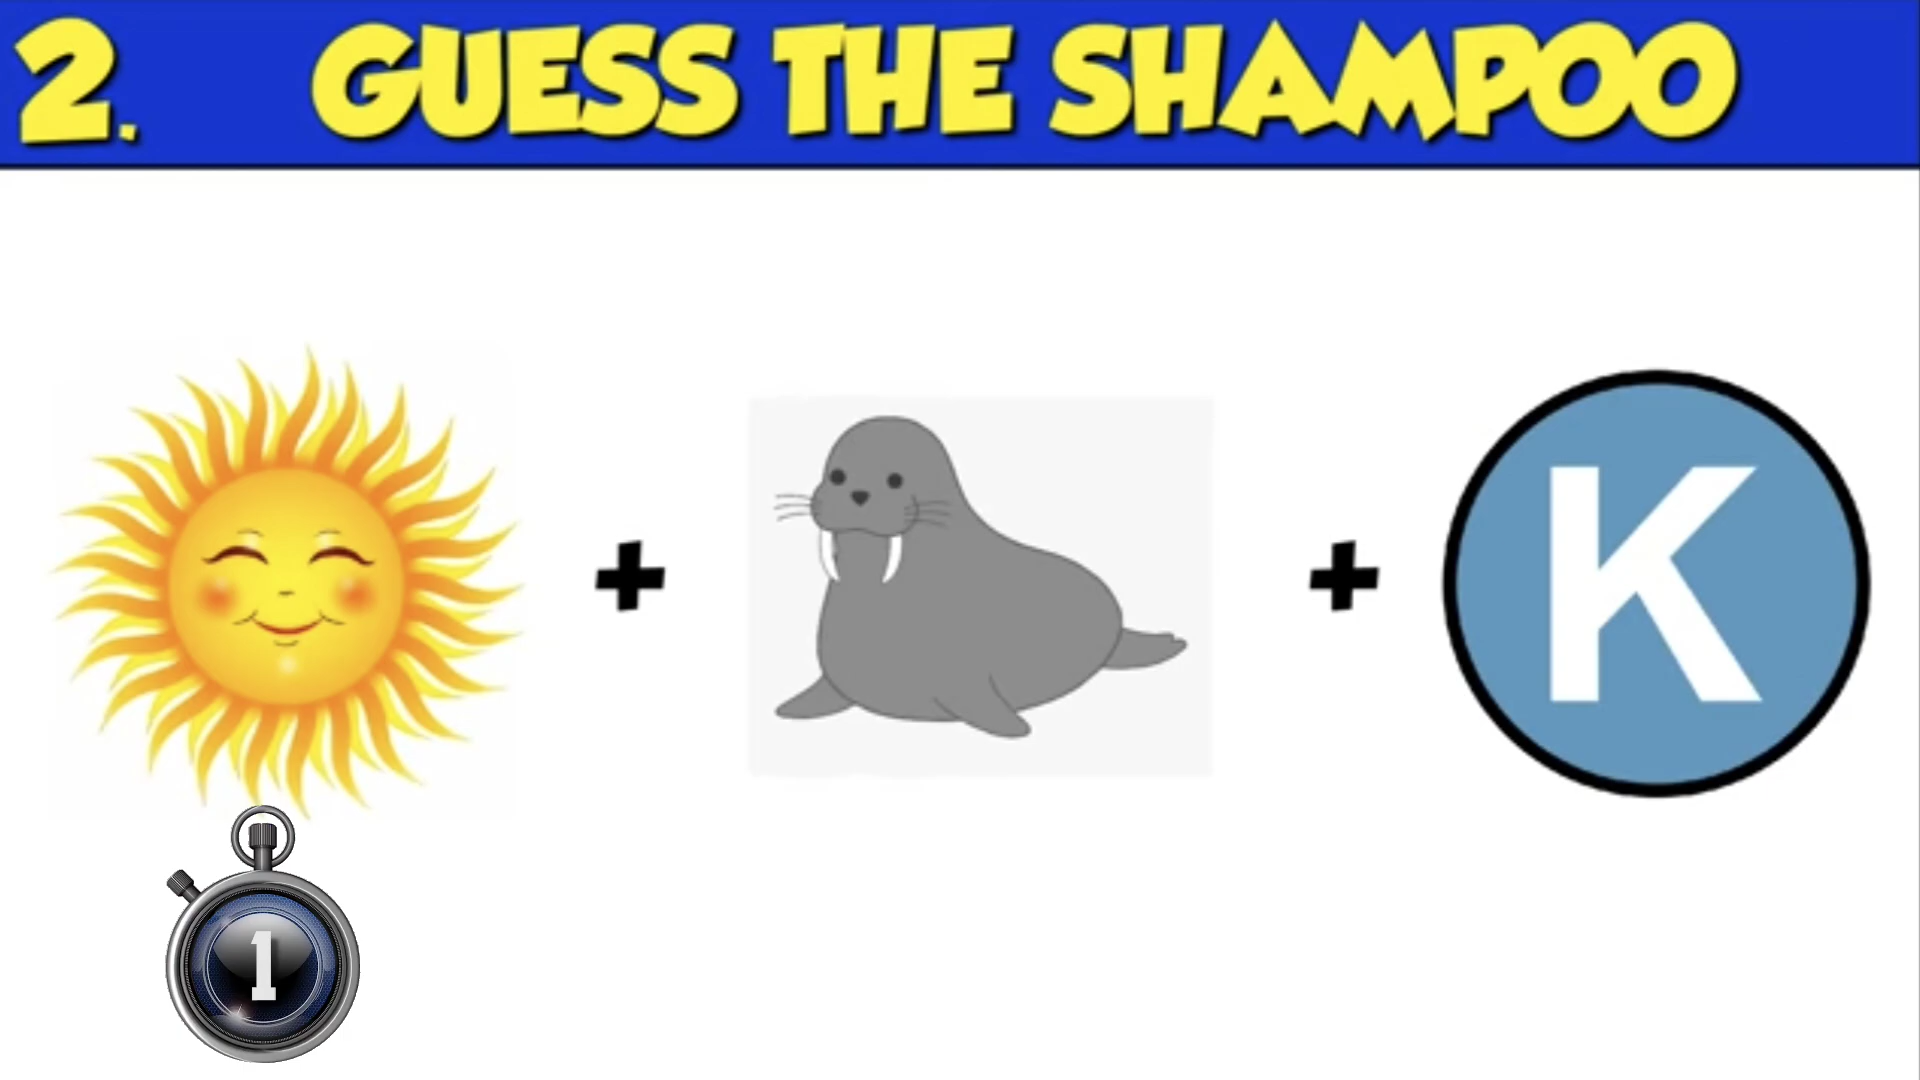 2. GUESS THE SHAMPOO
+ + K
1